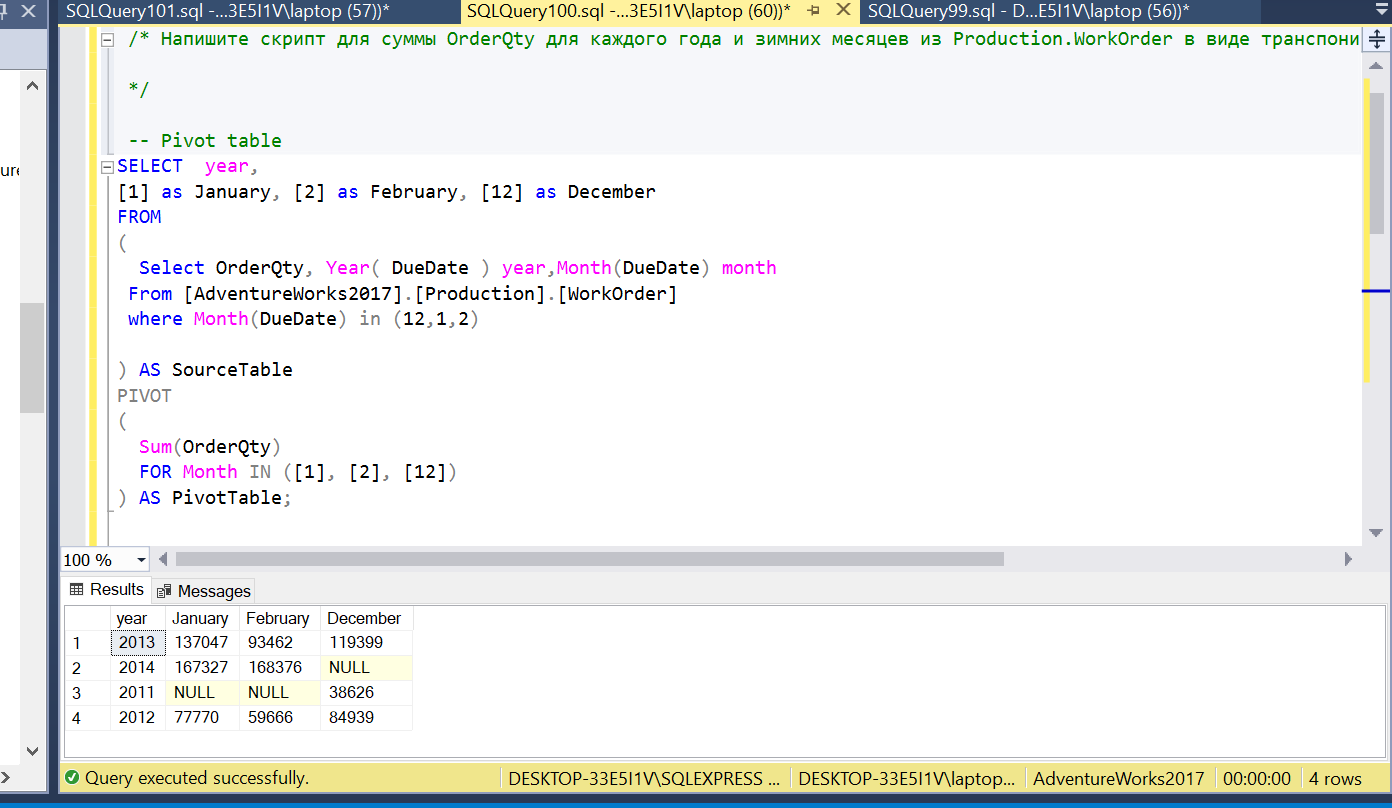 SQLQuery101.sql -...3E5I1V\laptop (57))* SQLQuery100.sql -...3E5I1V\laptop (60))* SQLQuery99.sql - D...E5I1V\laptop (56))*
/* Напишите скрипт для суммы OrderQty для каждого года и зимних месяцев из Production.WorkOrder в виде транспони
*/
-- Pivot table
SELECT year,
[1] as January, [2] as February, [12] as December
FROM
(
Select OrderQty, Year( DueDate ) year,Month(DueDate) month
From [AdventureWorks2017].[Production].[WorkOrder]
where Month(DueDate) in (12,1,2)
) AS SourceTable
PIVOT
(
Sum(OrderQty)
FOR Month IN ([1], [2], [12])
) AS PivotTable;
100 %
Results Messages
year January February December
1 2013 137047 93462 119399
2 2014 167327 168376 NULL
3 2011 NULL NULL 38626
4 2012 77770 59666 84939
Query executed successfully. DESKTOP-33E5I1V\SQLEXPRESS ... DESKTOP-33E5I1V\laptop... AdventureWorks2017 00:00:00 4 rows